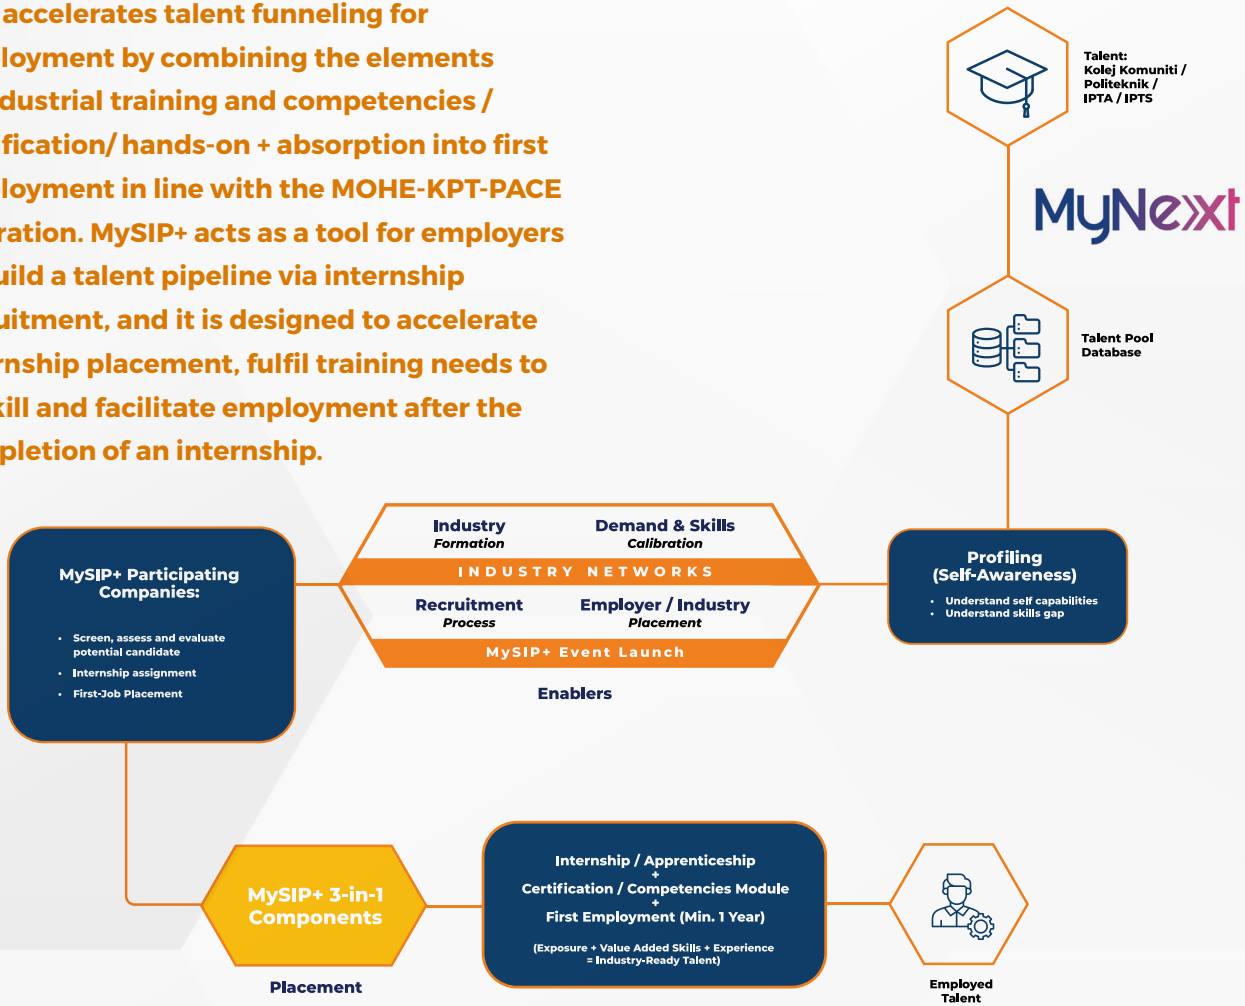 accelerates talent funneling for
loyment by combining the elements
dustrial training and competencies /
fication/ hands-on + absorption into first
loyment in line with the MOHE-KPT-PACE
ration. MySIP+ acts as a tool for employers
uild a talent pipeline via internship
uitment, and it is designed to accelerate
rnship placement, fulfil training needs to
kill and facilitate employment after the
pletion of an internship.
Talent:
Kolej Komuniti /
Politeknik /
IPTA / IPTS
MyNext
Talent Pool
Database
Profiling
(Self-Awareness)
• Understand self capabilities
• Understand skills gap
Industry
Formation
Demand & Skills
Calibration
INDUSTRY NETWORKS
Recruitment
Process
Employer / Industry
Placement
MySIP+ Event Launch
Enablers
MySIP+ Participating
Companies:
• Screen, assess and evaluate
potential candidate
• Internship assignment
• First-Job Placement
MySIP+ 3-in-1
Components
Placement
Internship / Apprenticeship
+
Certification / Competencies Module
+
First Employment (Min. 1 Year)
(Exposure + Value Added Skills + Experience
= Industry-Ready Talent)
Employed
Talent